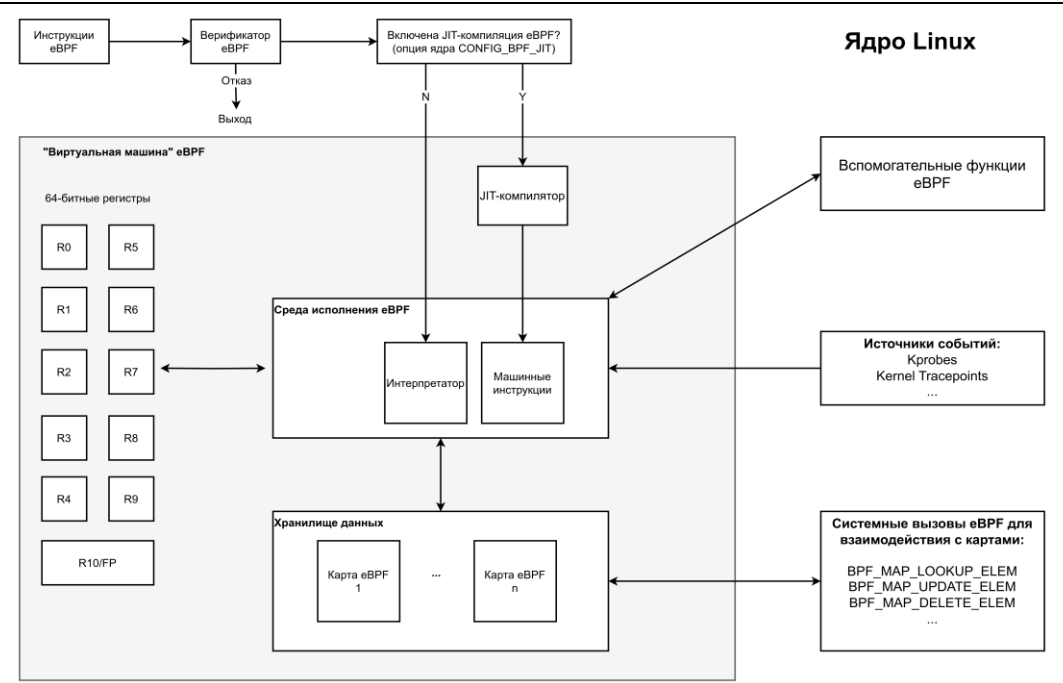 Инструкции
eBPF
Верификатор
eBPF
Включена JIT-компиляция eBPF?
(опция ядра CONFIG_BPF_JIT)
Ядро Linux
Отказ
Выход
N
Y
"Виртуальная машина" eBPF
64-битные регистры
R0
R5
R1
R6
R2
R7
R3
R8
R4
R9
R10/FP
JIT-компилятор
Среда исполнения eBPF
Интерпретатор
Машинные
инструкции
Хранилище данных
Карта eBPF
1
...
Карта eBPF
n
Вспомогательные функции
eBPF
Источники событий:
Kprobes
Kernel Tracepoints
...
Системные вызовы eBPF для
взаимодействия с картами:
BPF_MAP_LOOKUP_ELEM
BPF_MAP_UPDATE_ELEM
BPF_MAP_DELETE_ELEM
...